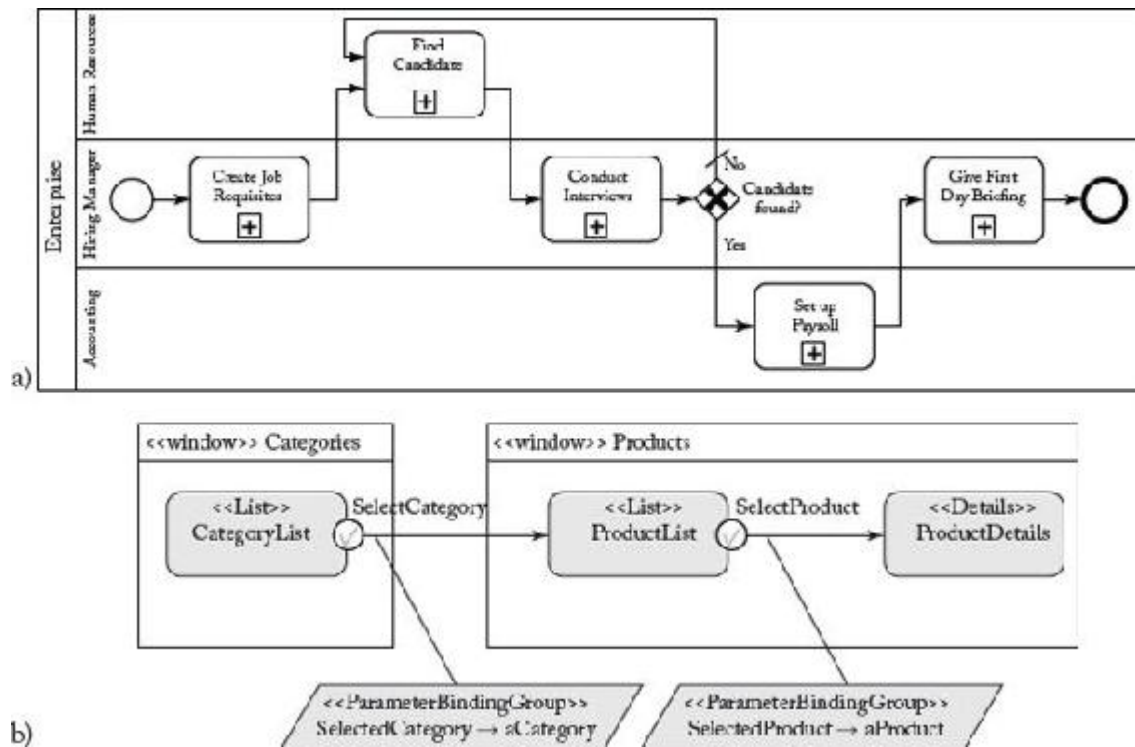 Enterprise
Human Resources
Find
Candidate
Hiring Manager
Create Job
Requisites
Conduct
Interviews
No
Candidate
found?
Yes
Give First
Day Briefing
Accounting
Set up
Payroll
a)
<<window>> Categories
<<window>> Products
<<List>>
CategoryList
SelectCategory
<<List>>
ProductList
SelectProduct
<<Details>>
ProductDetails
<<ParameterBindingGroup>>
SelectedCategory → aCategory
<<ParameterBindingGroup>>
SelectedProduct → aProduct
b)